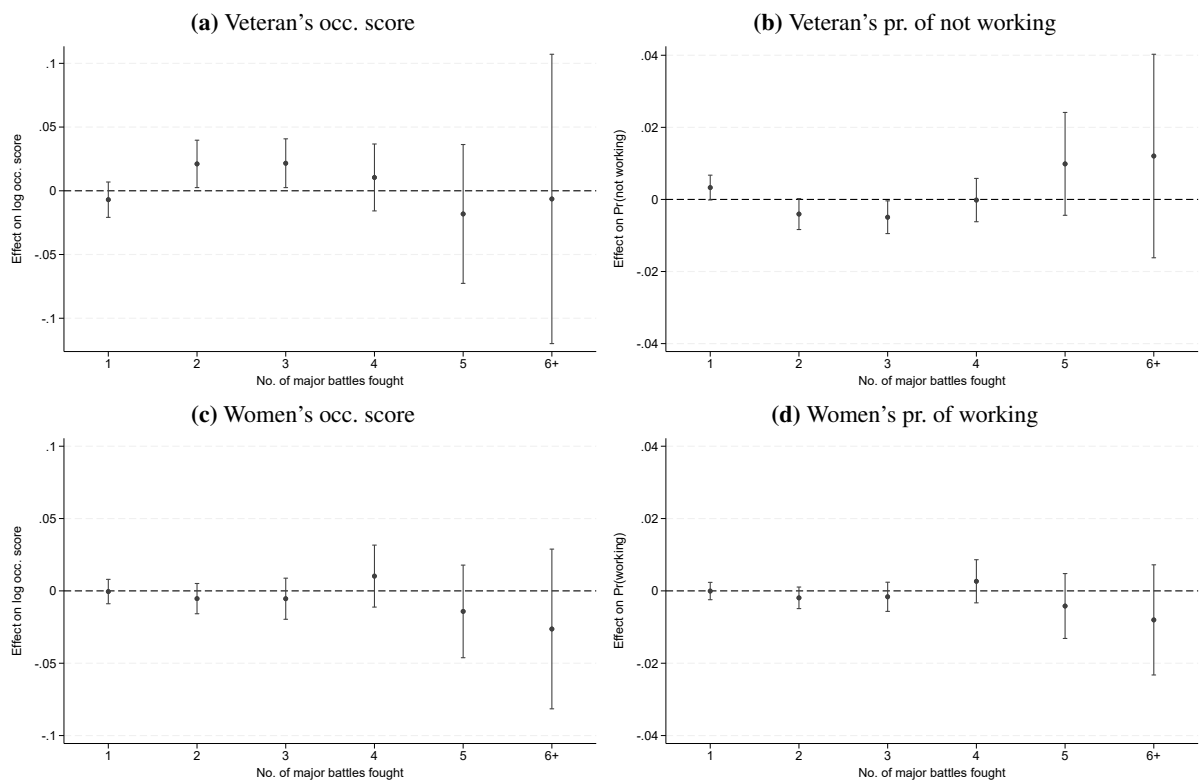 (a) Veteran's occ. score
Effect on log occ. score
.1
.05
0
-.05
-.1
1 2 3 4 5 6+
No. of major battles fought
(b) Veteran's pr. of not working
Effect on Pr(not working)
.04
.02
0
-.02
-.04
1 2 3 4 5 6+
No. of major battles fought
(c) Women's occ. score
Effect on log occ. score
.1
.05
0
-.05
-.1
1 2 3 4 5 6+
No. of major battles fought
(d) Women's pr. of working
Effect on Pr(working)
.04
.02
0
-.02
-.04
1 2 3 4 5 6+
No. of major battles fought